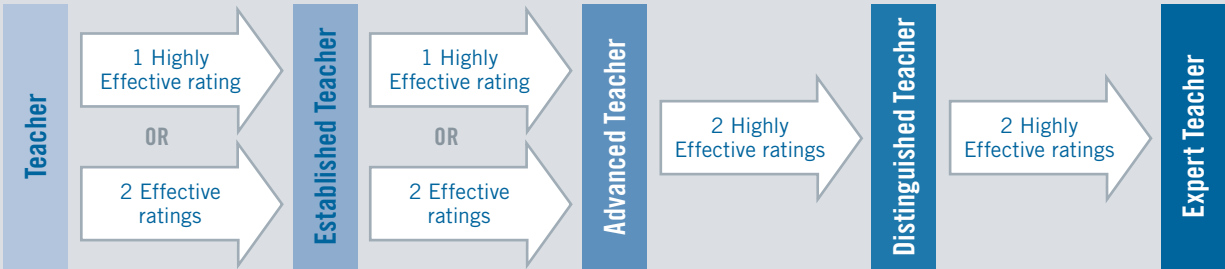 Teacher
1 Highly
Effective rating
OR
2 Effective
ratings
Established Teacher
1 Highly
Effective rating
OR
2 Effective
ratings
Advanced Teacher
2 Highly
Effective ratings
Distinguished Teacher
2 Highly
Effective ratings
Expert Teacher